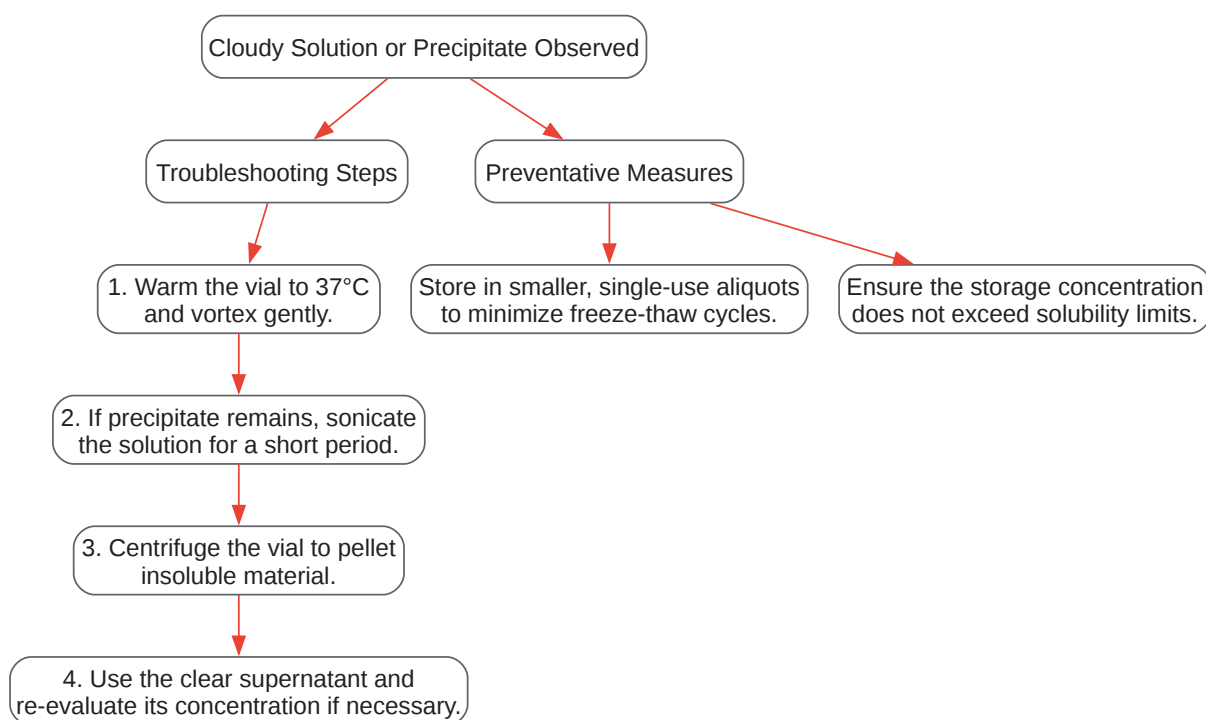 Cloudy Solution or Precipitate Observed
Troubleshooting Steps
Preventative Measures
1. Warm the vial to 37°C
and vortex gently.
Store in smaller, single-use aliquots
to minimize freeze-thaw cycles.
Ensure the storage concentration
does not exceed solubility limits.
2. If precipitate remains, sonicate
the solution for a short period.
3. Centrifuge the vial to pellet
insoluble material.
4. Use the clear supernatant and
re-evaluate its concentration if necessary.